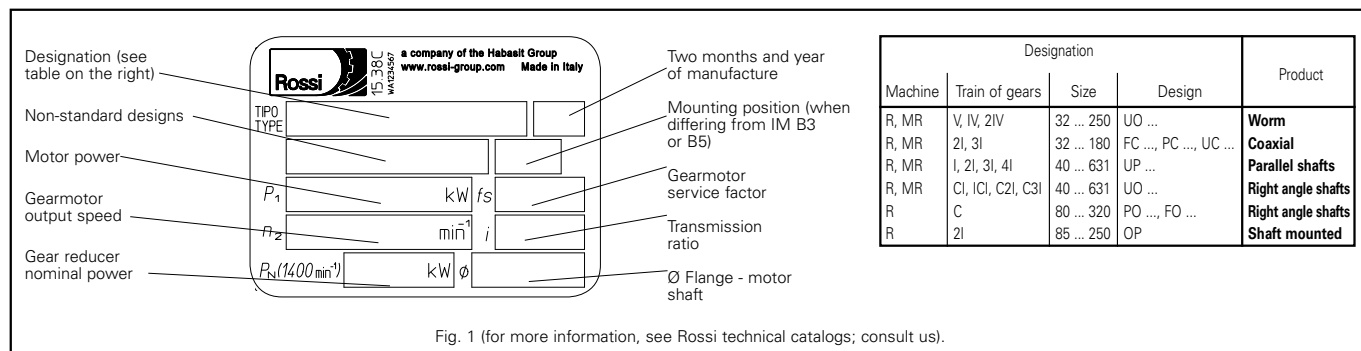 Designation (see
table on the right)
Non-standard designs
Motor power
Gearmotor
output speed
Gear reducer
nominal power
Rossi
15.38C
WA1234567
a company of the Habasit Group
www.rossi-group.com Made in Italy
TIPO
TYPE
P₁ kW fs
n₂ min⁻¹ i
P_N(1400 min⁻¹) kW ø
Two months and year
of manufacture
Mounting position (when
differing from IM B3
or B5)
Gearmotor
service factor
Transmission
ratio
Ø Flange - motor
shaft
Designation Product
Machine Train of gears Size Design
R, MR V, IV, 2IV 32 ... 250 UO ... Worm
R, MR 2I, 3I 32 ... 180 FC ..., PC ..., UC ... Coaxial
R, MR I, 2I, 3I, 4I 40 ... 631 UP ... Parallel shafts
R, MR CI, ICI, C2I, C3I 40 ... 631 UO ... Right angle shafts
R C 80 ... 320 PO ..., FO ... Right angle shafts
R 2I 85 ... 250 OP Shaft mounted
Fig. 1 (for more information, see Rossi technical catalogs; consult us).